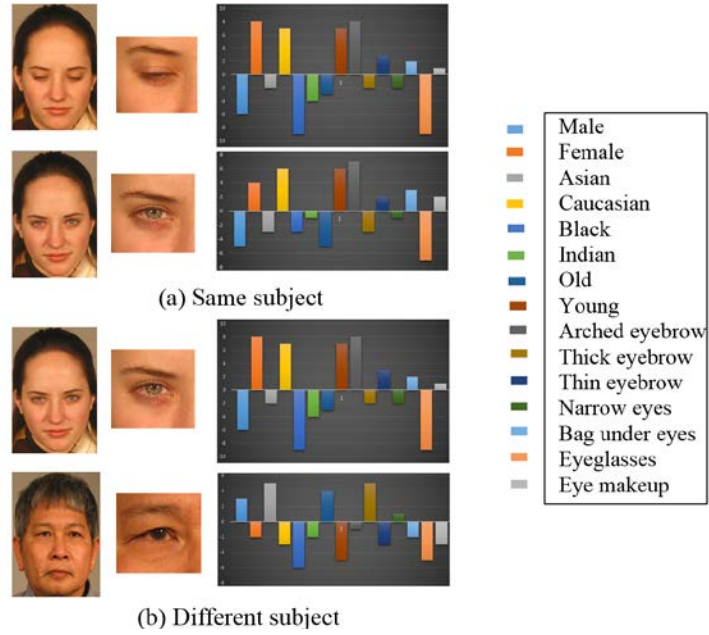 (a) Same subject
(b) Different subject
Male
Female
Asian
Caucasian
Black
Indian
Old
Young
Arched eyebrow
Thick eyebrow
Thin eyebrow
Narrow eyes
Bag under eyes
Eyeglasses
Eye makeup